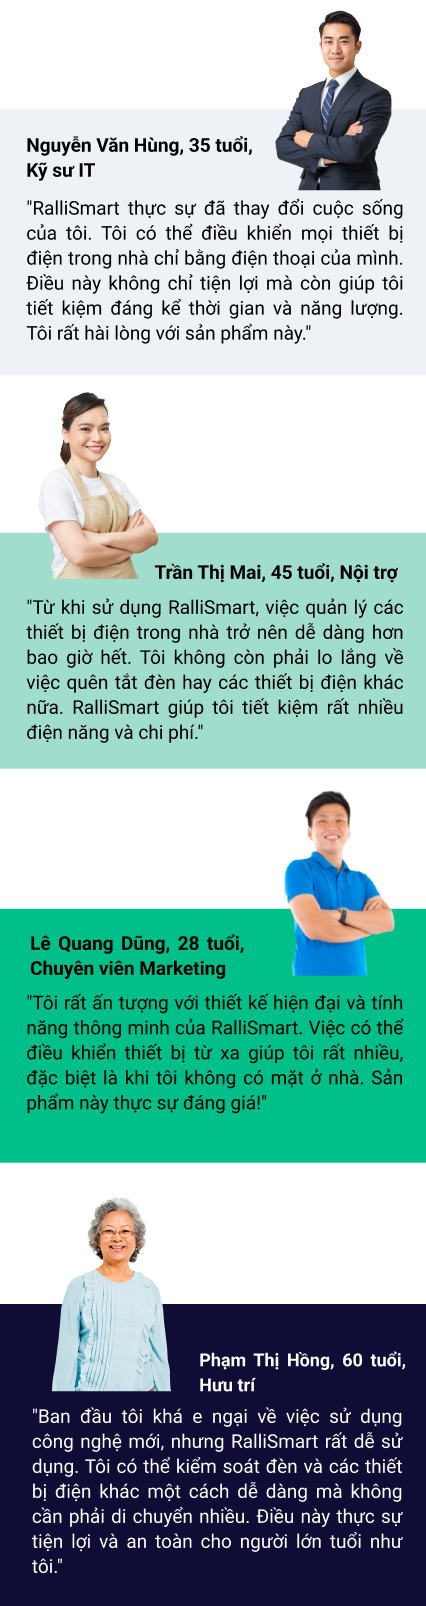 Nguyễn Văn Hùng, 35 tuổi,
Kỹ sư IT
"RalliSmart thực sự đã thay đổi cuộc sống
của tôi. Tôi có thể điều khiển mọi thiết bị
điện trong nhà chỉ bằng điện thoại của mình.
Điều này không chỉ tiện lợi mà còn giúp tôi
tiết kiệm đáng kể thời gian và năng lượng.
Tôi rất hài lòng với sản phẩm này."
Trần Thị Mai, 45 tuổi, Nội trợ
"Từ khi sử dụng RalliSmart, việc quản lý các
thiết bị điện trong nhà trở nên dễ dàng hơn
bao giờ hết. Tôi không còn phải lo lắng về
việc quên tắt đèn hay các thiết bị điện khác
nữa. RalliSmart giúp tôi tiết kiệm rất nhiều
điện năng và chi phí."
Lê Quang Dũng, 28 tuổi,
Chuyên viên Marketing
"Tôi rất ấn tượng với thiết kế hiện đại và tính
năng thông minh của RalliSmart. Việc có thể
điều khiển thiết bị từ xa giúp tôi rất nhiều,
đặc biệt là khi tôi không có mặt ở nhà. Sản
phẩm này thực sự đáng giá!"
Phạm Thị Hồng, 60 tuổi,
Hưu trí
"Ban đầu tôi khá e ngại về việc sử dụng
công nghệ mới, nhưng RalliSmart rất dễ sử
dụng. Tôi có thể kiểm soát đèn và các thiết
bị điện khác một cách dễ dàng mà không
cần phải di chuyển nhiều. Điều này thực sự
tiện lợi và an toàn cho người lớn tuổi như
tôi."